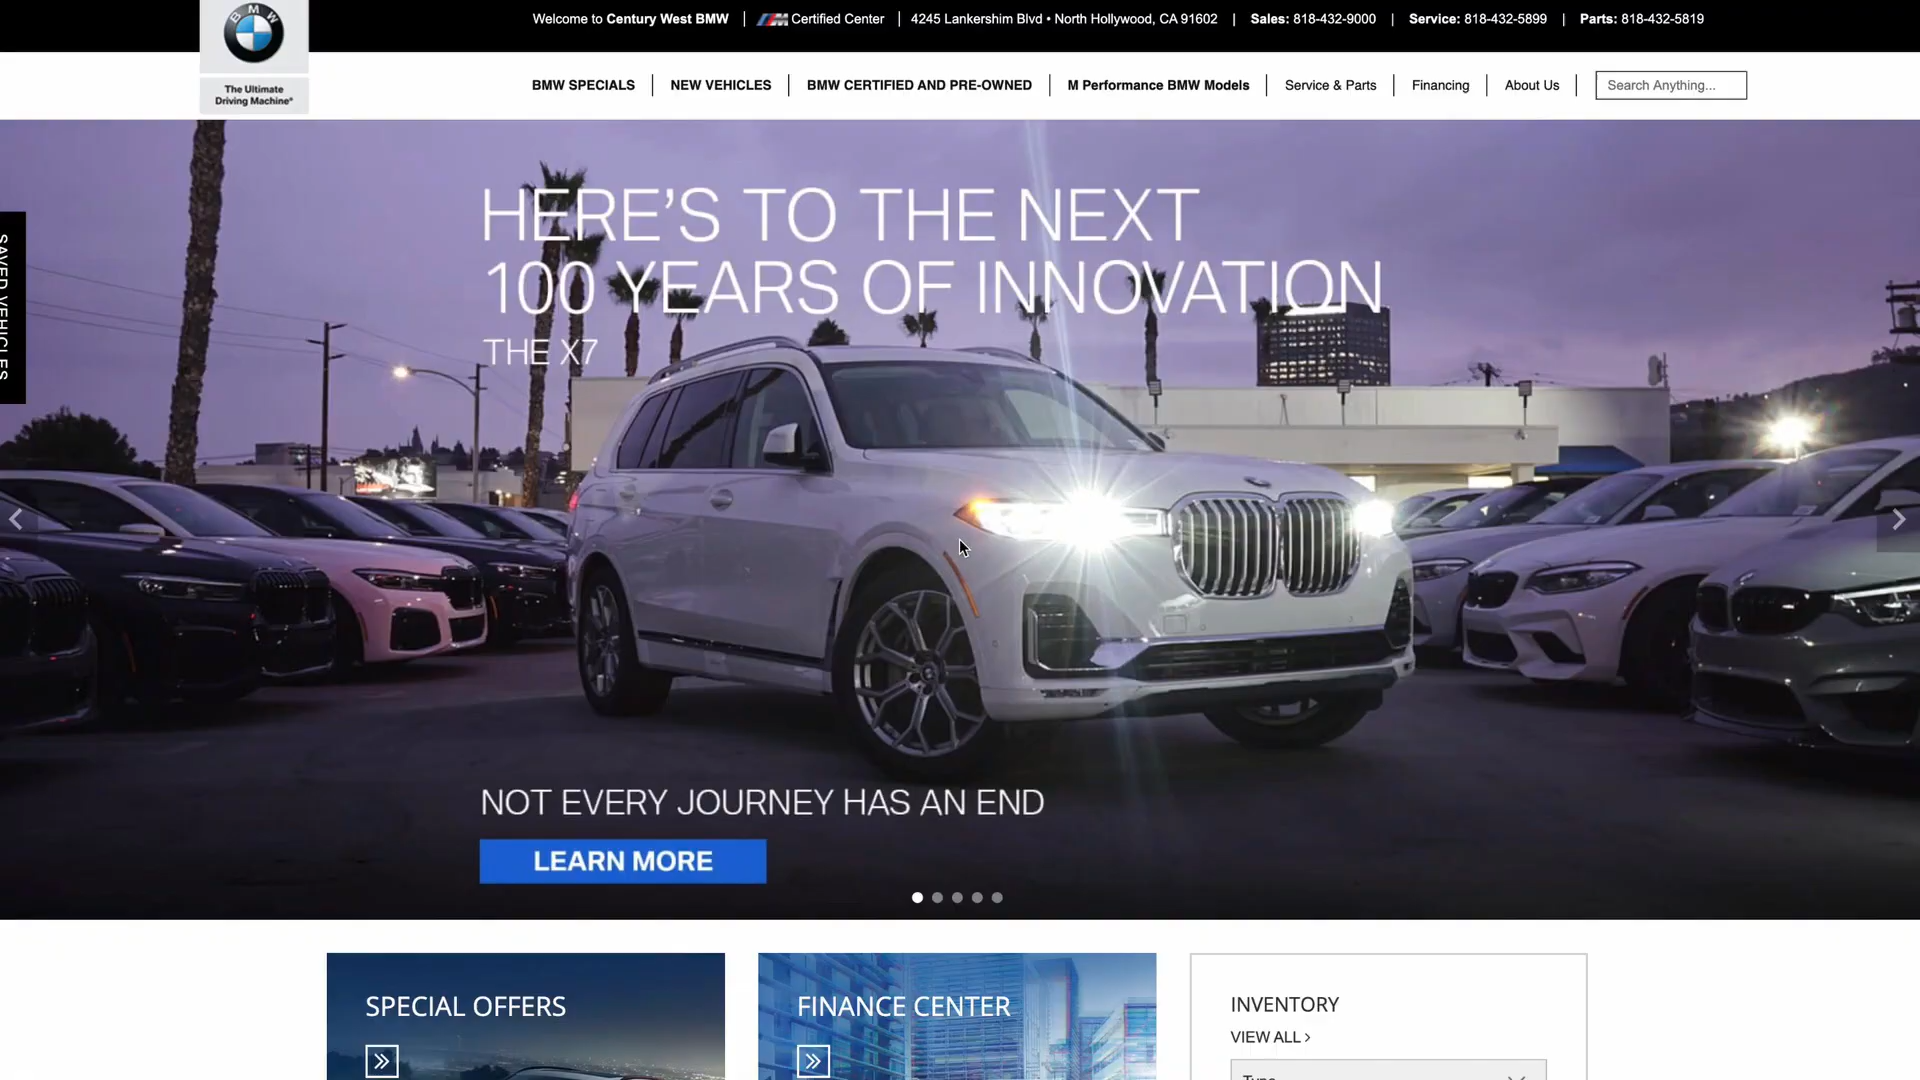 BMW
The Ultimate
Driving Machine®
Welcome to Century West BMW | M Certified Center | 4245 Lankershim Blvd • North Hollywood, CA 91602 | Sales: 818-432-9000 | Service: 818-432-5899 | Parts: 818-432-5819
BMW SPECIALS | NEW VEHICLES | BMW CERTIFIED AND PRE-OWNED | M Performance BMW Models | Service & Parts | Financing | About Us | Search Anything...
SAVED VEHICLES
HERE'S TO THE NEXT
100 YEARS OF INNOVATION
THE X7
NOT EVERY JOURNEY HAS AN END
LEARN MORE
SPECIAL OFFERS
FINANCE CENTER
INVENTORY
VIEW ALL >
Type